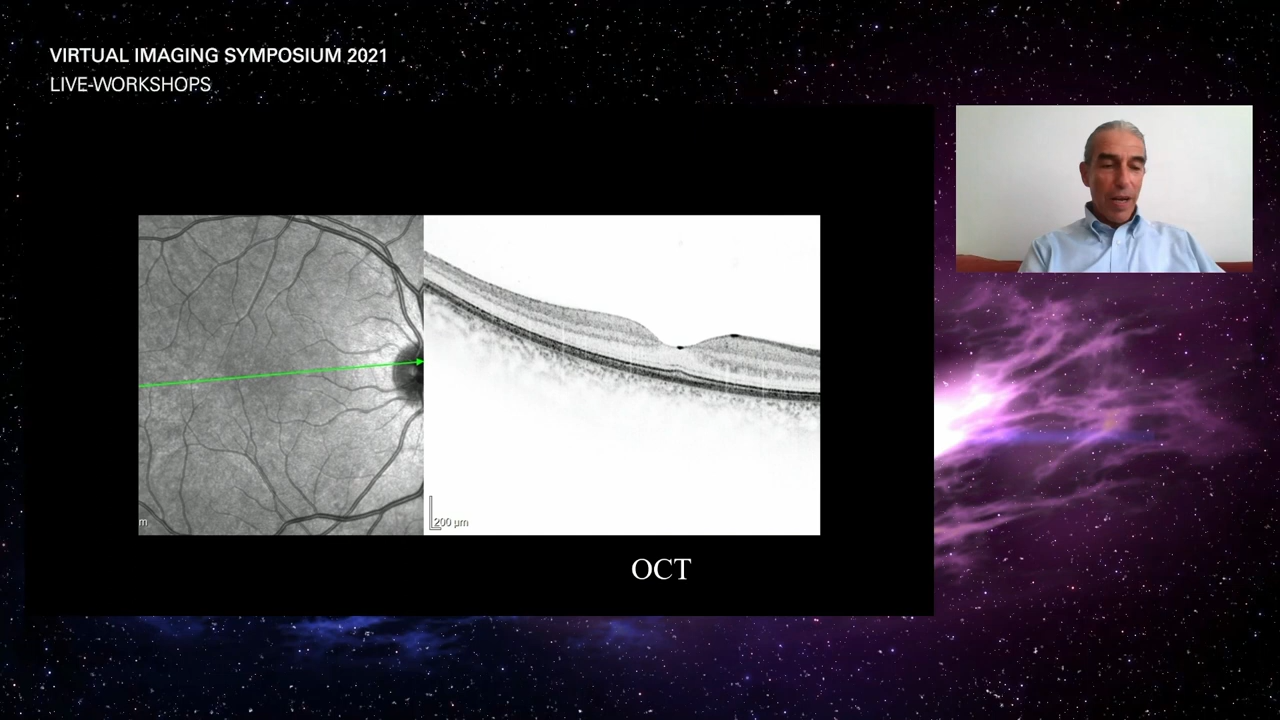 VIRTUAL IMAGING SYMPOSIUM 2021
LIVE-WORKSHOPS
m
200 µm
OCT